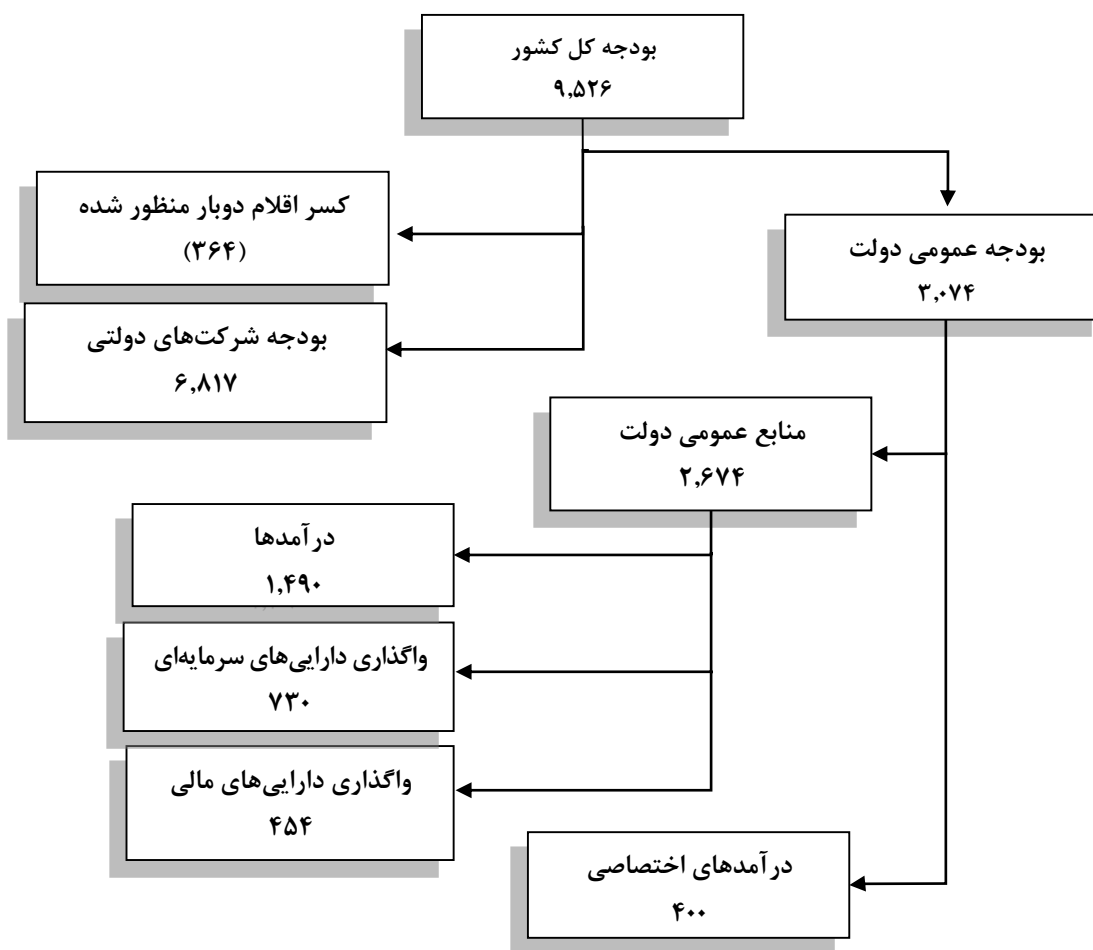 بودجه کل کشور
۹,۵۲۶
کسر اقلام دوبار منظور شده
(۳۶۴)
بودجه عمومی دولت
۳,۰۷۴
بودجه شرکت‌های دولتی
۶,۸۱۷
منابع عمومی دولت
۲,۶۷۴
درآمدها
۱,۴۹۰
واگذاری دارایی‌های سرمایه‌ای
۷۳۰
واگذاری دارایی‌های مالی
۴۵۴
درآمدهای اختصاصی
۴۰۰